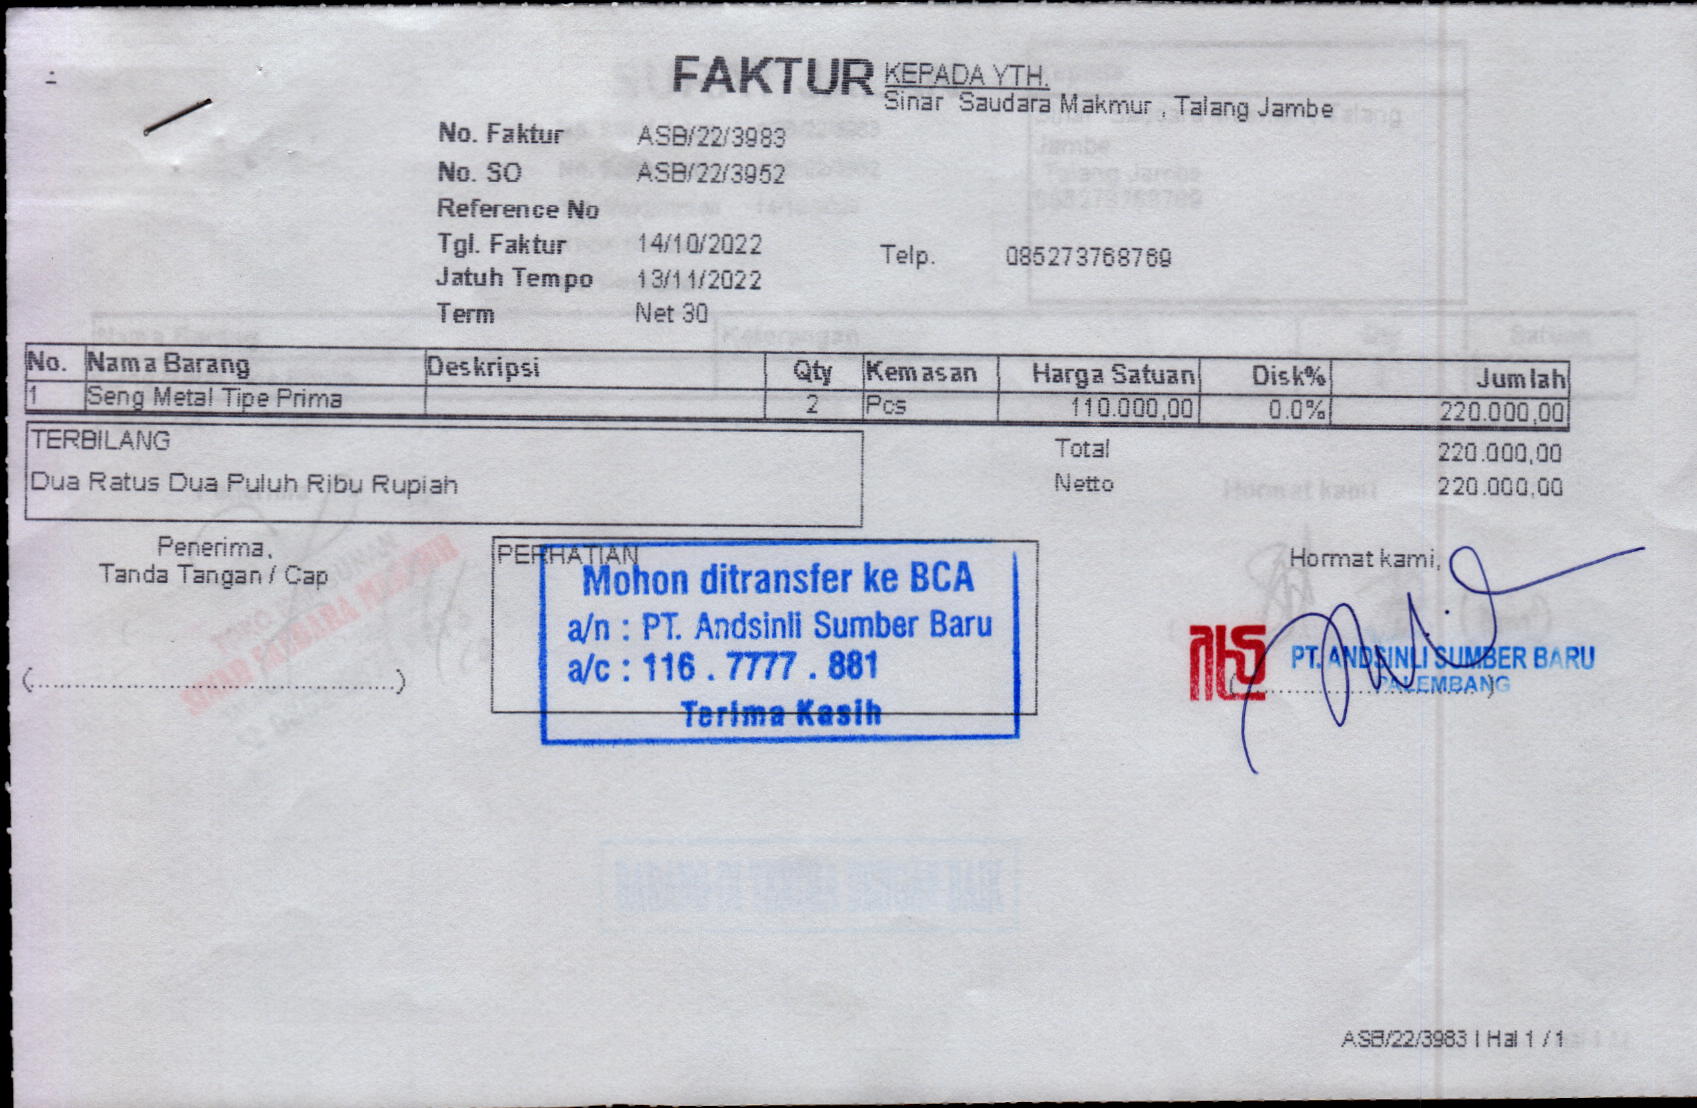 FAKTUR
KEPADA YTH.
Sinar Saudara Makmur , Talang Jambe
No. Faktur ASB/22/3983
No. SO ASB/22/3952
Reference No
Tgl. Faktur 14/10/2022
Telp. 085273768769
Jatuh Tempo 13/11/2022
Term Net 30
No. Nama Barang Deskripsi Qty Kemasan Harga Satuan Disk% Jumlah
1 Seng Metal Tipe Prima 2 Pcs 110.000,00 0.0% 220.000,00
TERBILANG
Dua Ratus Dua Puluh Ribu Rupiah
Total 220.000,00
Netto 220.000,00
Penerima,
Tanda Tangan / Cap
(..............................................)
PERHATIAN
Mohon ditransfer ke BCA
a/n : PT. Andsinli Sumber Baru
a/c : 116 . 7777 . 881
Terima Kasih
Hormat kami,
PT. ANDSINLI SUMBER BARU
PALEMBANG
ASB/22/3983 | Hal 1 / 1